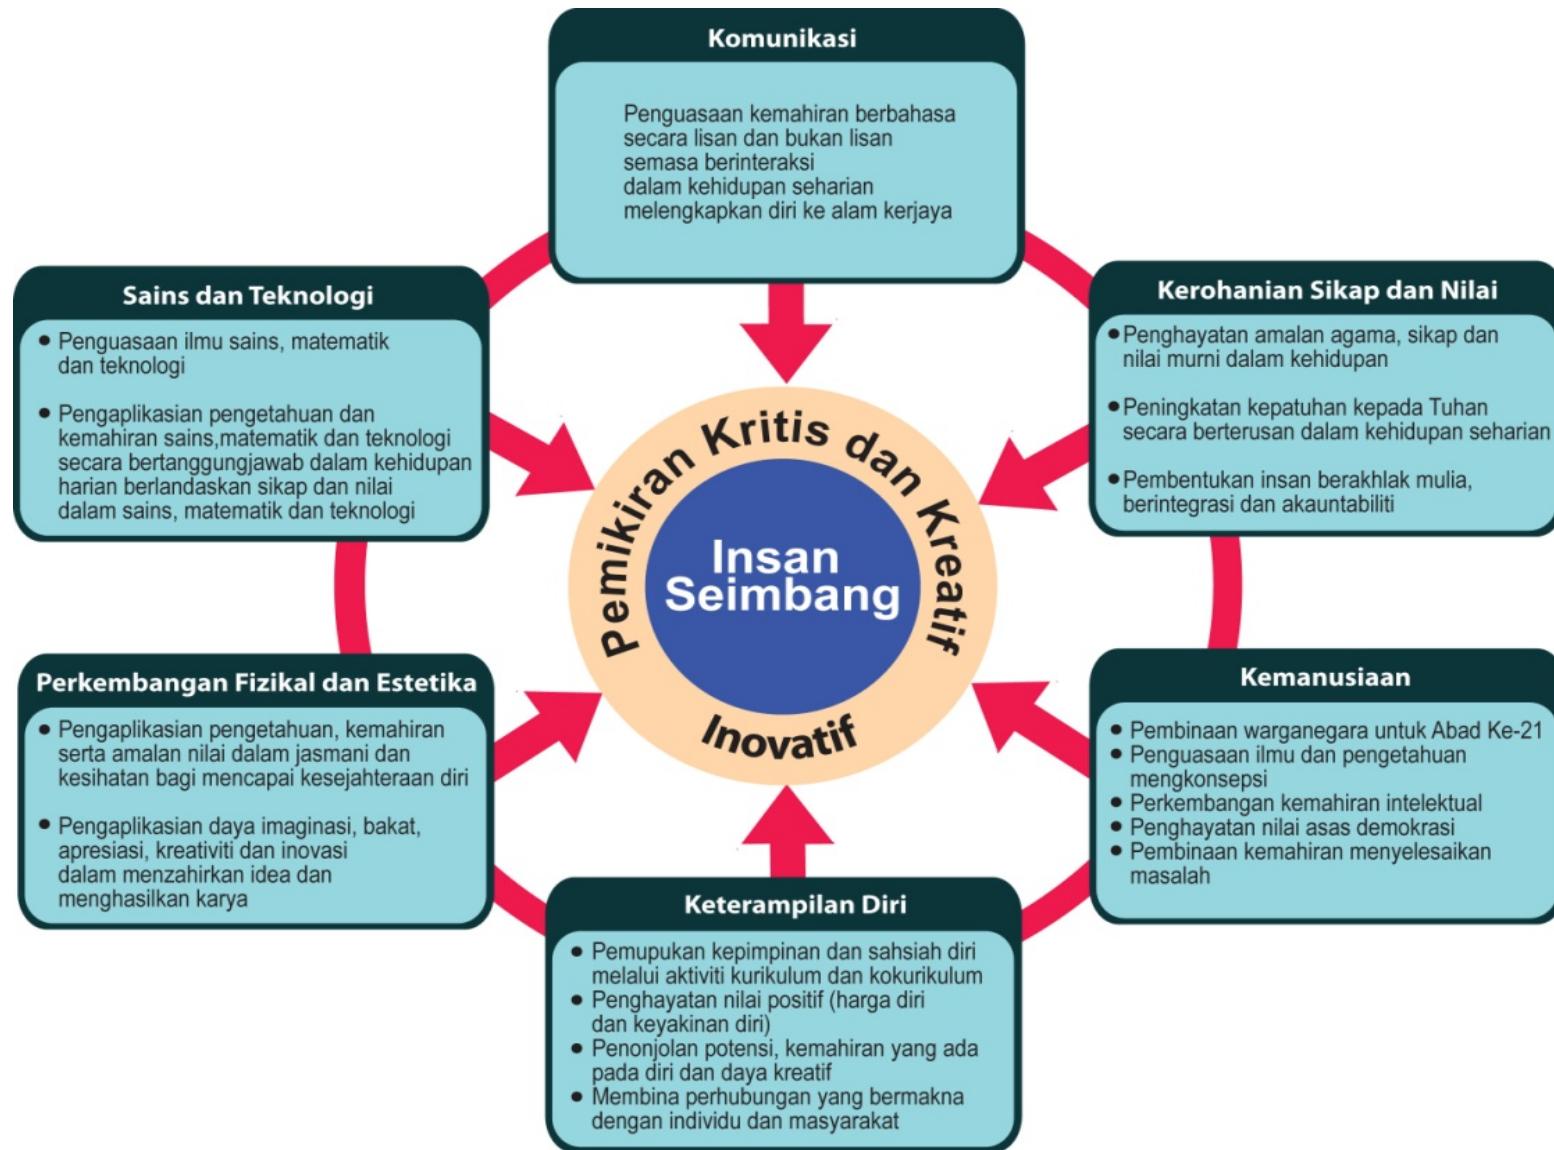 Komunikasi
Penguasaan kemahiran berbahasa
secara lisan dan bukan lisan
semasa berinteraksi
dalam kehidupan seharian
melengkapkan diri ke alam kerjaya
Sains dan Teknologi
● Penguasaan ilmu sains, matematik
dan teknologi
● Pengaplikasian pengetahuan dan
kemahiran sains,matematik dan teknologi
secara bertanggungjawab dalam kehidupan
harian berlandaskan sikap dan nilai
dalam sains, matematik dan teknologi
Kerohanian Sikap dan Nilai
● Penghayatan amalan agama, sikap dan
nilai murni dalam kehidupan
● Peningkatan kepatuhan kepada Tuhan
secara berterusan dalam kehidupan seharian
● Pembentukan insan berakhlak mulia,
berintegrasi dan akauntabiliti
Pemikiran Kritis dan Kreatif
Insan
Seimbang
Inovatif
Perkembangan Fizikal dan Estetika
● Pengaplikasian pengetahuan, kemahiran
serta amalan nilai dalam jasmani dan
kesihatan bagi mencapai kesejahteraan diri
● Pengaplikasian daya imaginasi, bakat,
apresiasi, kreativiti dan inovasi
dalam menzahirkan idea dan
menghasilkan karya
Kemanusiaan
● Pembinaan warganegara untuk Abad Ke-21
● Penguasaan ilmu dan pengetahuan
mengkonsepsi
● Perkembangan kemahiran intelektual
● Penghayatan nilai asas demokrasi
● Pembinaan kemahiran menyelesaikan
masalah
Keterampilan Diri
● Pemupukan kepimpinan dan sahsiah diri
melalui aktiviti kurikulum dan kokurikulum
● Penghayatan nilai positif (harga diri
dan keyakinan diri)
● Penonjolan potensi, kemahiran yang ada
pada diri dan daya kreatif
● Membina perhubungan yang bermakna
dengan individu dan masyarakat